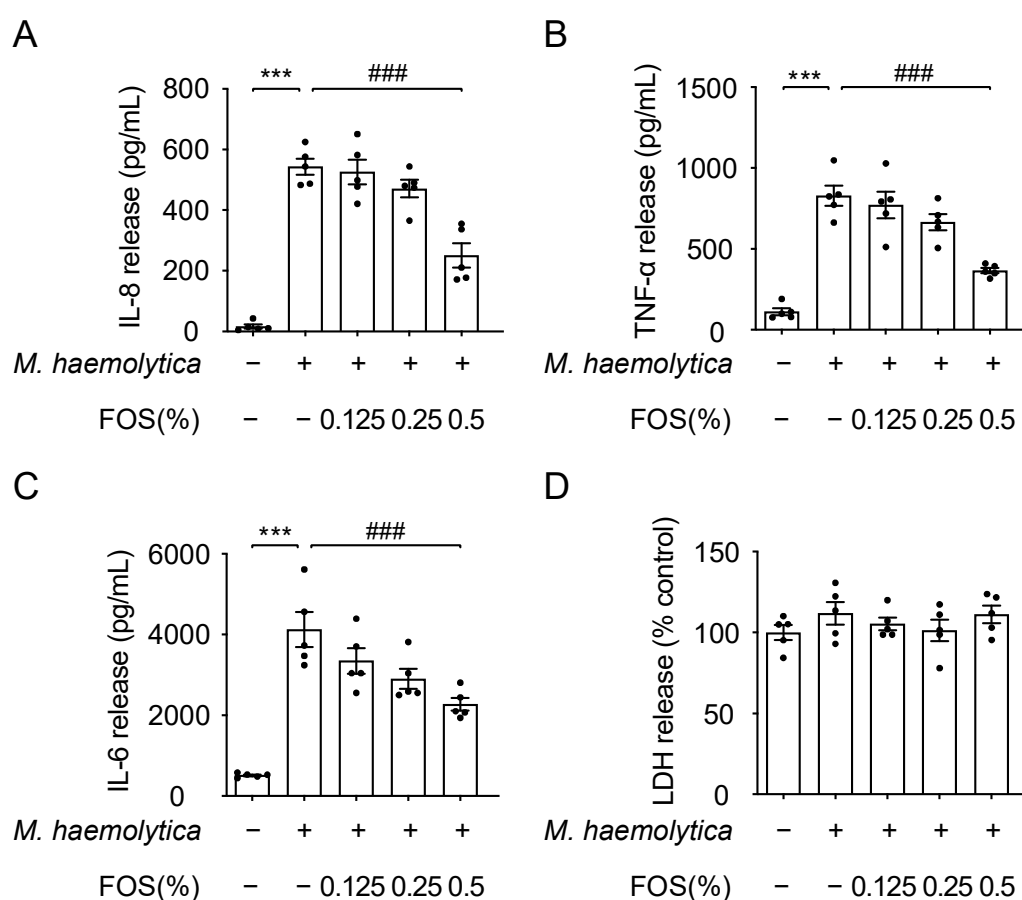 A
IL-8 release (pg/mL)
*** ###
800
600
400
200
0
M. haemolytica − + + + +
FOS(%) − − 0.125 0.25 0.5
B
TNF-α release (pg/mL)
*** ###
1500
1000
500
0
M. haemolytica − + + + +
FOS(%) − − 0.125 0.25 0.5
C
IL-6 release (pg/mL)
*** ###
6000
4000
2000
0
M. haemolytica − + + + +
FOS(%) − − 0.125 0.25 0.5
D
LDH release (% control)
150
100
50
0
M. haemolytica − + + + +
FOS(%) − − 0.125 0.25 0.5